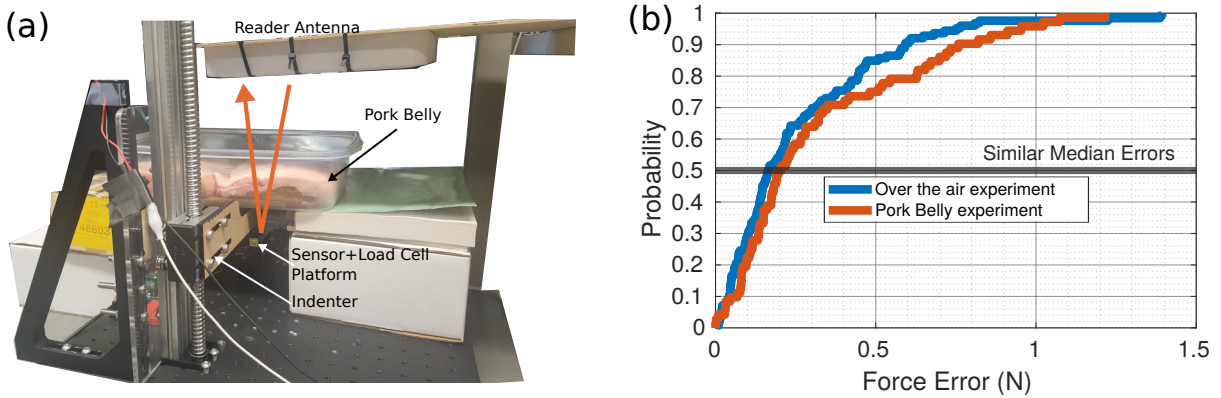 (a)
Reader Antenna
Pork Belly
48603
Sensor+Load Cell
Platform
Indenter
(b)
1
0.9
0.8
0.7
0.6
0.5
0.4
0.3
0.2
0.1
0
Probability
Similar Median Errors
Over the air experiment
Pork Belly experiment
0
0.5
1
1.5
Force Error (N)